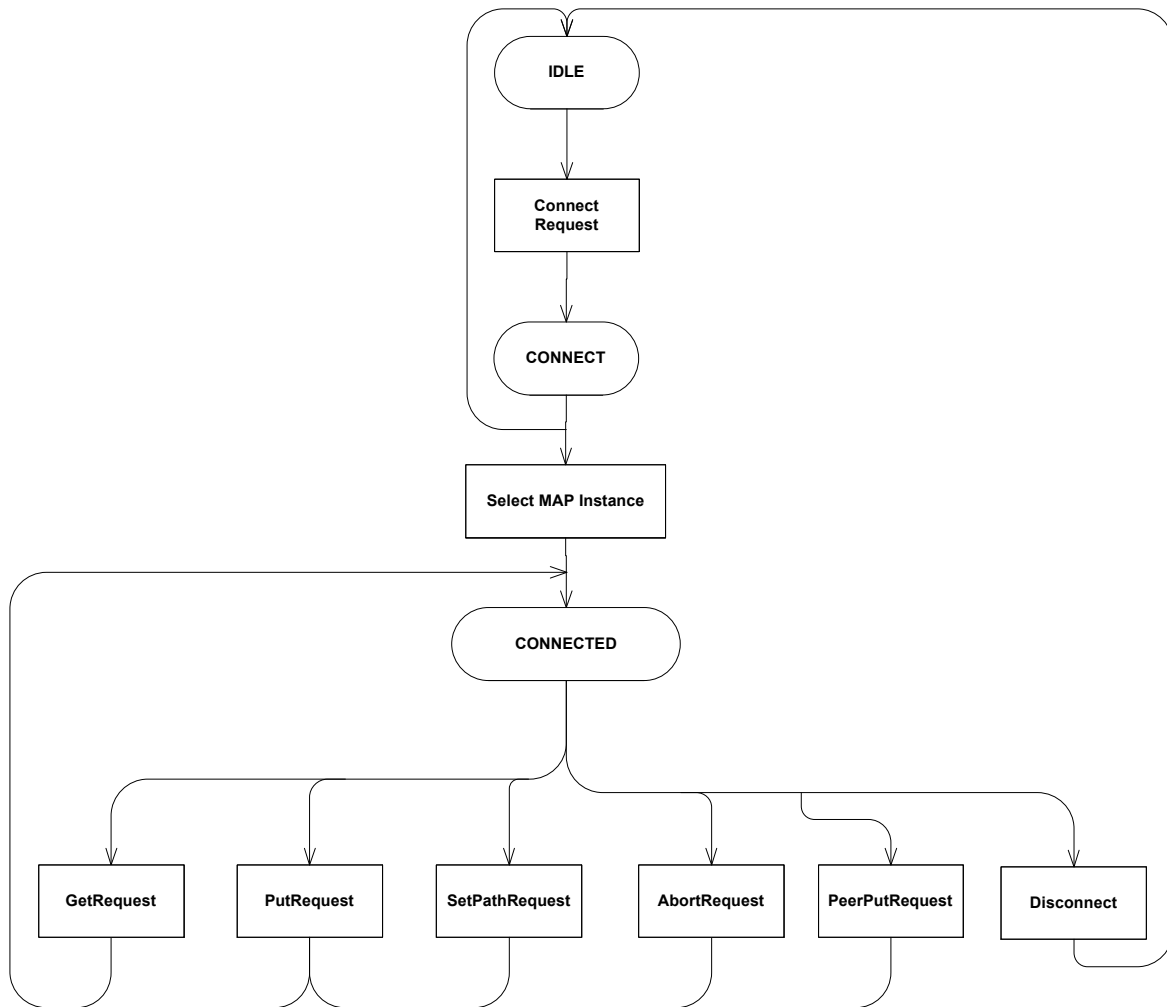 IDLE
Connect
Request
CONNECT
Select MAP Instance
CONNECTED
GetRequest
PutRequest
SetPathRequest
AbortRequest
PeerPutRequest
Disconnect